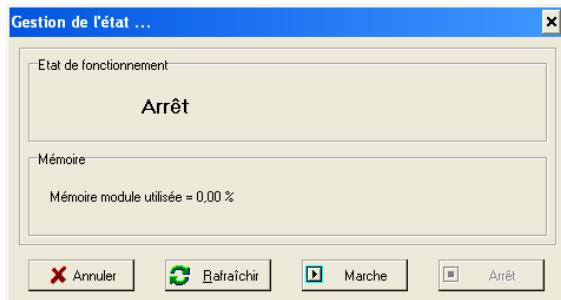 Gestion de l'état ...
Etat de fonctionnement
Arrêt
Mémoire
Mémoire module utilisée = 0,00 %
Annuler Rafraîchir Marche Arrêt